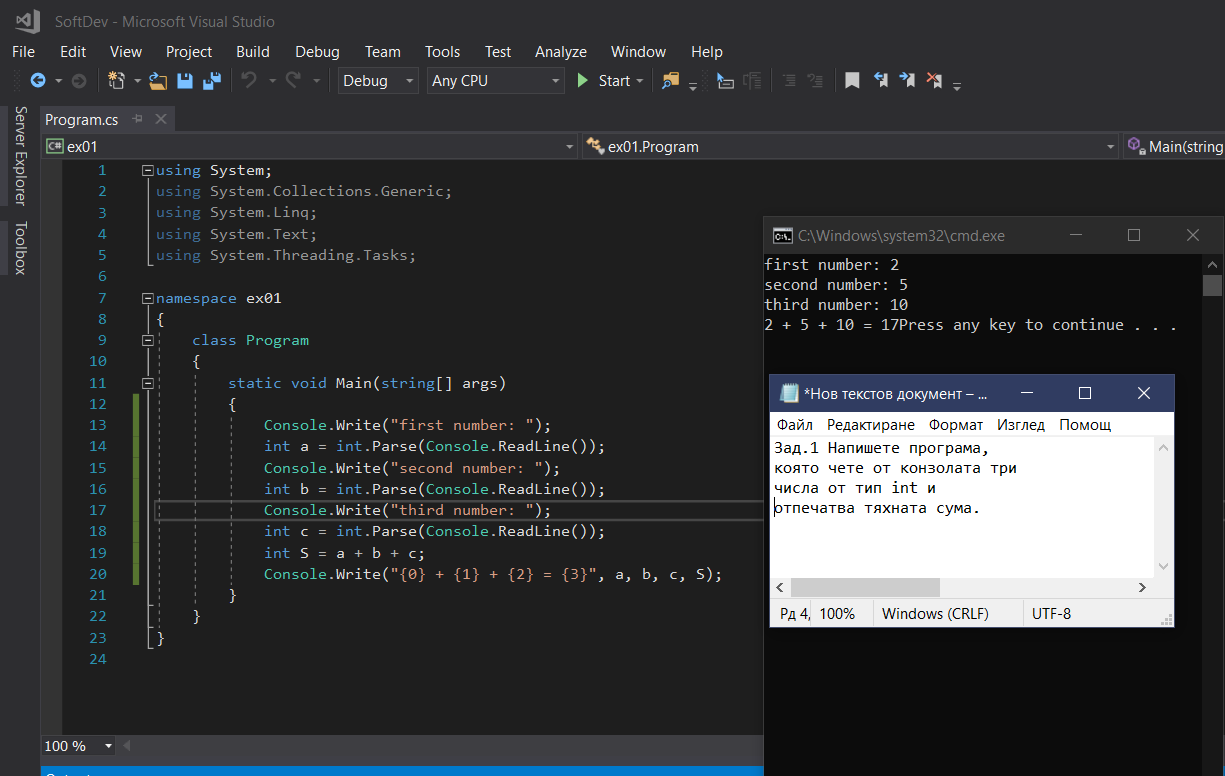 SoftDev - Microsoft Visual Studio
File Edit View Project Build Debug Team Tools Test Analyze Window Help
Debug Any CPU Start
Server Explorer
Toolbox
Program.cs
C# ex01 ex01.Program Main(string
1 using System;
2 using System.Collections.Generic;
3 using System.Linq;
4 using System.Text;
5 using System.Threading.Tasks;
6
7 namespace ex01
8 {
9 class Program
10 {
11 static void Main(string[] args)
12 {
13 Console.Write("first number: ");
14 int a = int.Parse(Console.ReadLine());
15 Console.Write("second number: ");
16 int b = int.Parse(Console.ReadLine());
17 Console.Write("third number: ");
18 int c = int.Parse(Console.ReadLine());
19 int S = a + b + c;
20 Console.Write("{0} + {1} + {2} = {3}", a, b, c, S);
21 }
22 }
23 }
24
100 %
C:\Windows\system32\cmd.exe
first number: 2
second number: 5
third number: 10
2 + 5 + 10 = 17Press any key to continue . . .
*Нов текстов документ – ...
Файл Редактиране Формат Изглед Помощ
Зад.1 Напишете програма,
която чете от конзолата три
числа от тип int и
отпечатва тяхната сума.
Рд 4, 100% Windows (CRLF) UTF-8